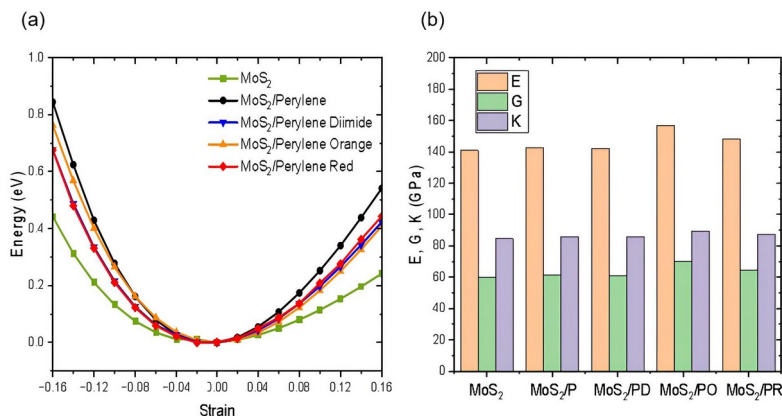 (a)
Energy (eV)
1.0
0.8
0.6
0.4
0.2
0.0
−0.16 −0.12 −0.08 −0.04 0.00 0.04 0.08 0.12 0.16
Strain
MoS₂
MoS₂/Perylene
MoS₂/Perylene Diimide
MoS₂/Perylene Orange
MoS₂/Perylene Red
(b)
E, G, K (GPa)
200
180
160
140
120
100
80
60
40
20
0
E
G
K
MoS₂ MoS₂/P MoS₂/PD MoS₂/PO MoS₂/PR